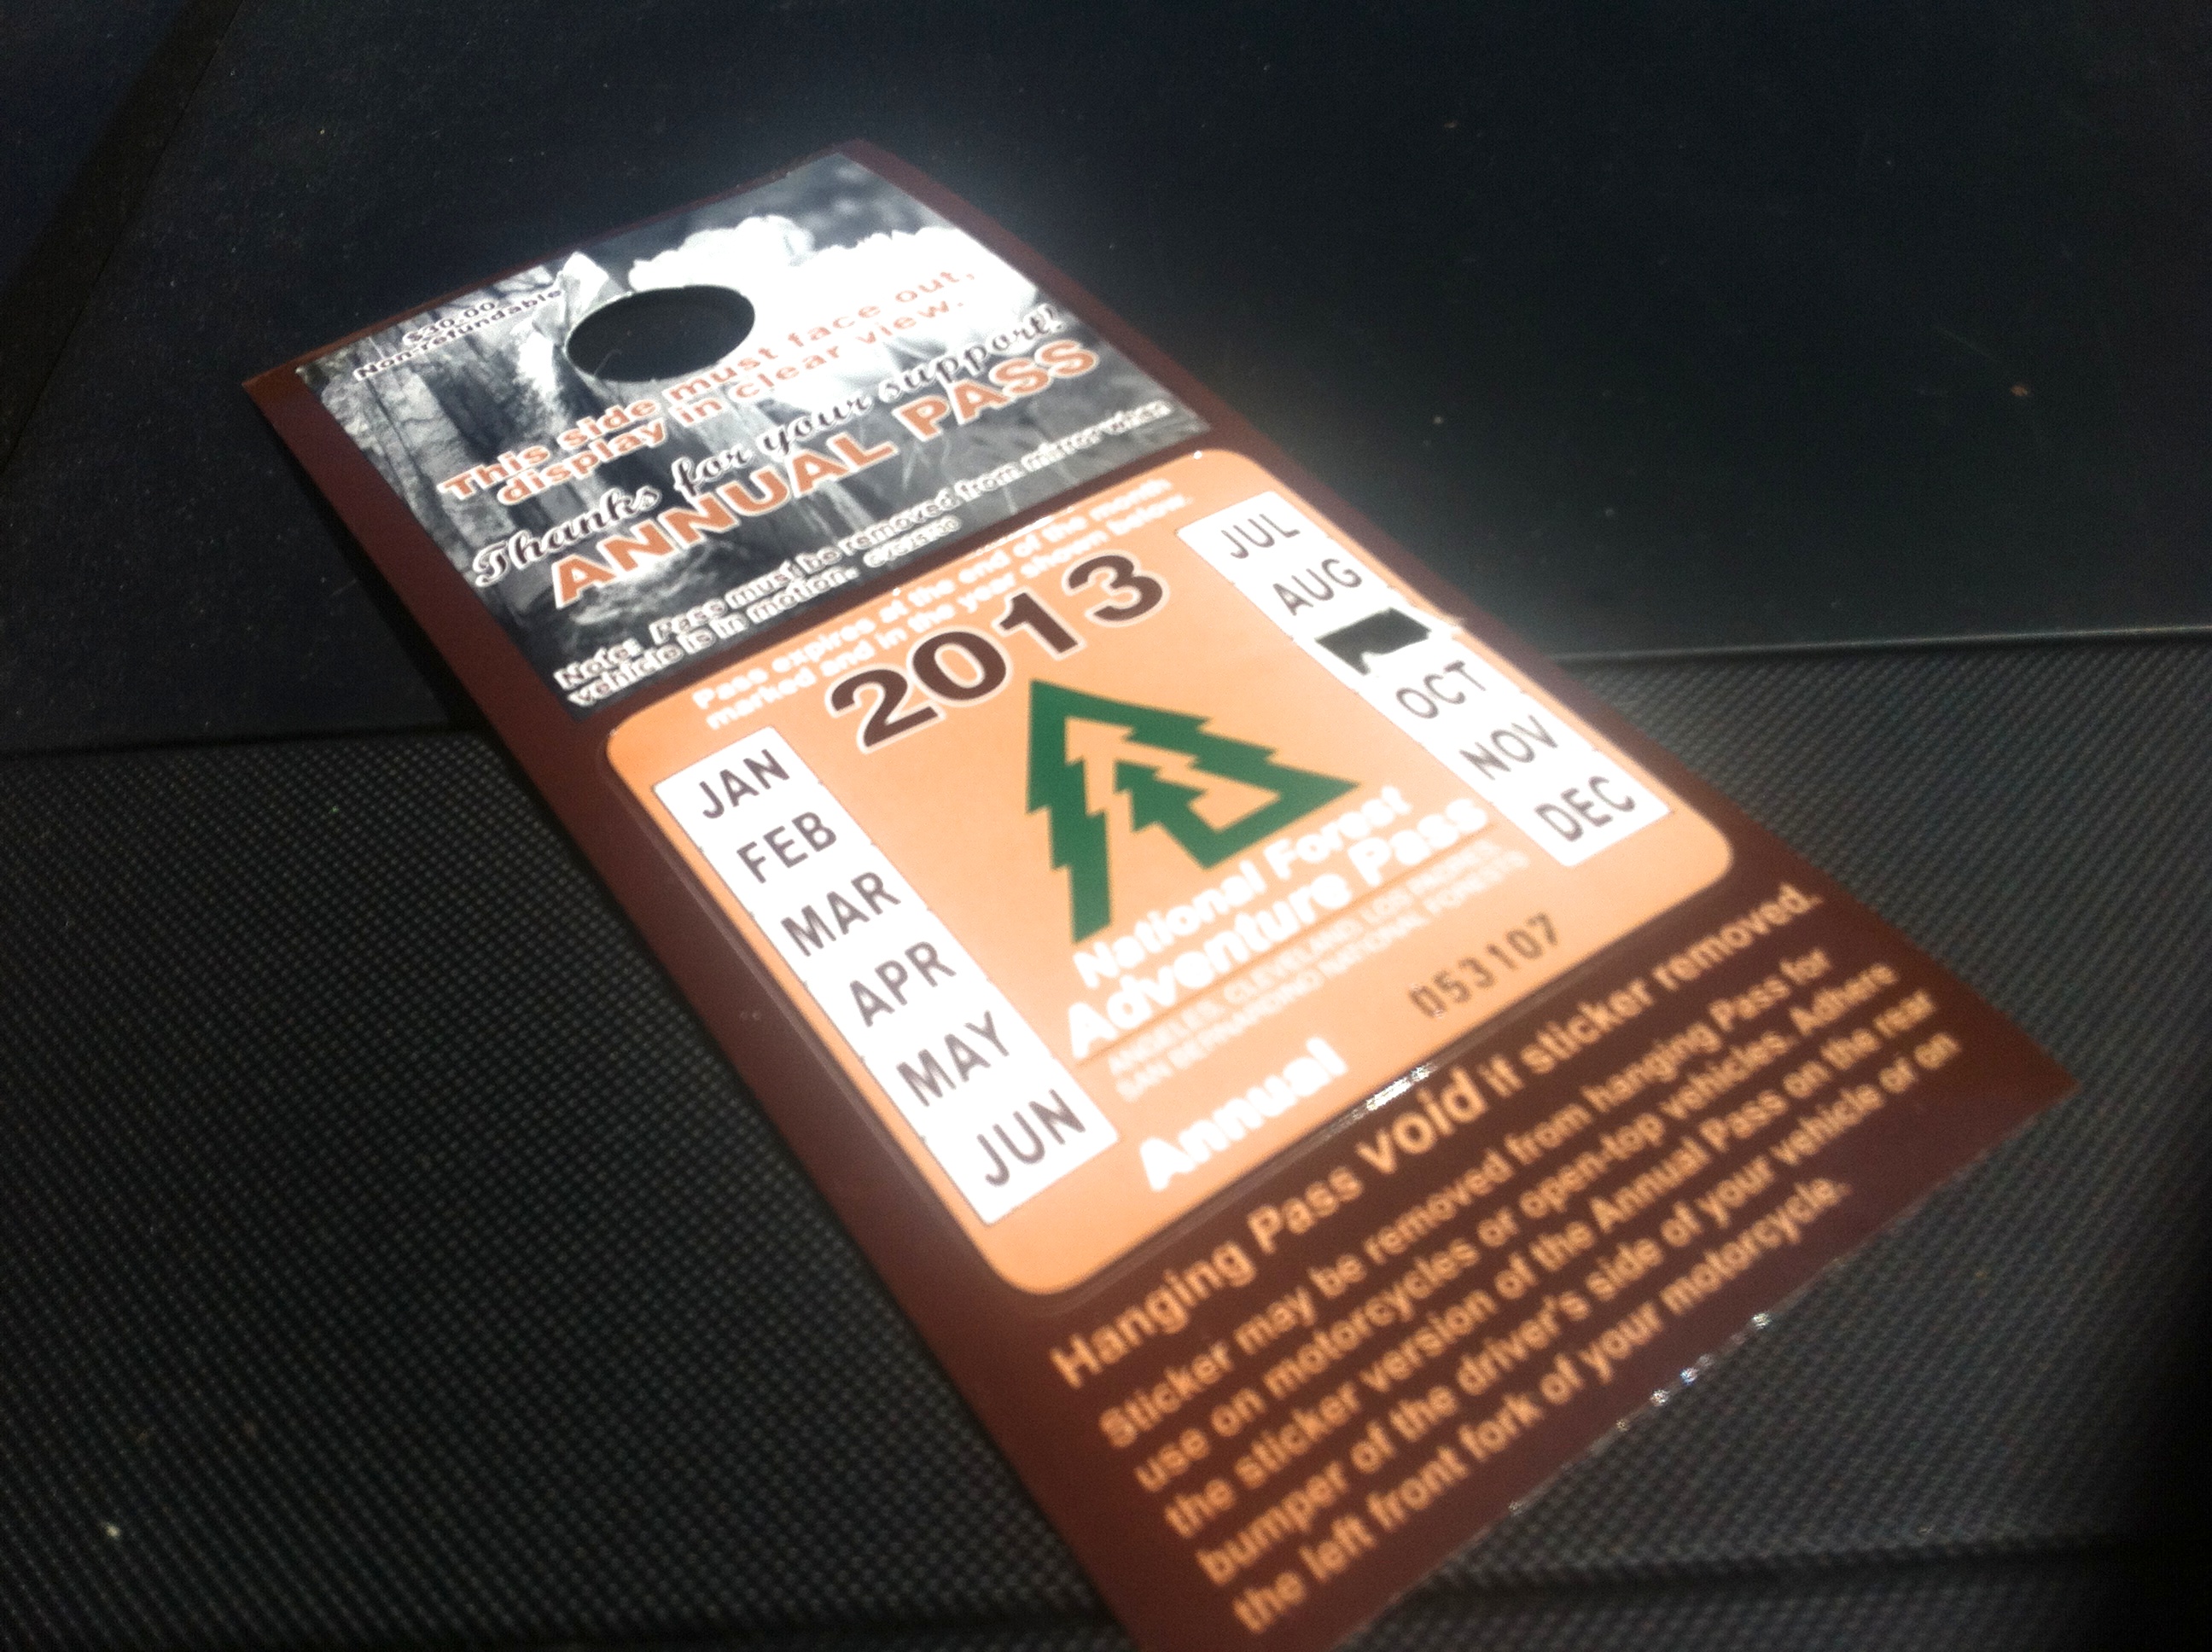 $30.00
Non-refundable
This side must face out,
display in clear view.
Thanks for your support!
ANNUAL PASS
Note: Pass must be removed from mirror when
vehicle is in motion.
Pass expires at the end of the month
marked and in the year shown below.
2013
JAN
FEB
MAR
APR
MAY
JUN
JUL
AUG
OCT
NOV
DEC
National Forest
Adventure Pass
ANGELES, CLEVELAND, LOS PADRES,
SAN BERNARDINO NATIONAL FORESTS
053107
Annual
Hanging Pass void if sticker removed.
Sticker may be removed from hanging Pass for
use on motorcycles or open-top vehicles. Adhere
the sticker version of the Annual Pass on the rear
bumper of the driver's side of your vehicle or on
the left front fork of your motorcycle.